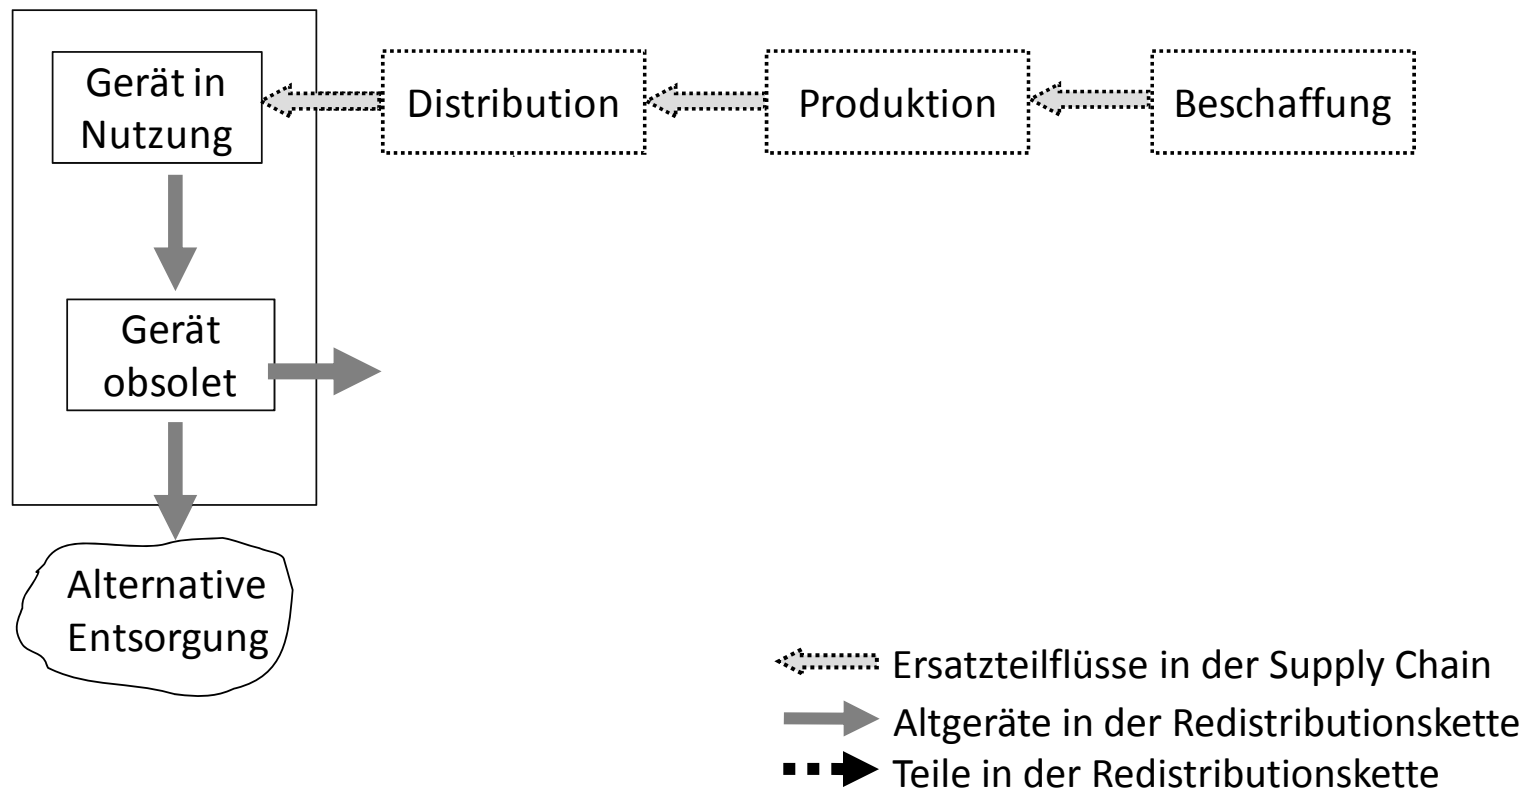 Gerät in
Nutzung
Distribution
Produktion
Beschaffung
Gerät
obsolet
Alternative
Entsorgung
Ersatzteilflüsse in der Supply Chain
Altgeräte in der Redistributionskette
Teile in der Redistributionskette